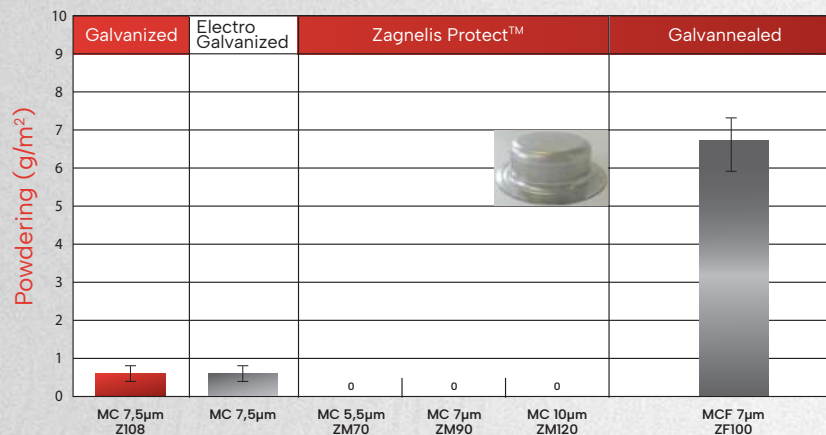 10
Galvanized
Electro
Galvanized
Zagnelis Protect™
Galvannealed
9
8
7
6
5
4
3
2
1
0
Powdering (g/m²)
0
0
0
MC 7,5µm
Z108
MC 7,5µm
MC 5,5µm
ZM70
MC 7µm
ZM90
MC 10µm
ZM120
MCF 7µm
ZF100